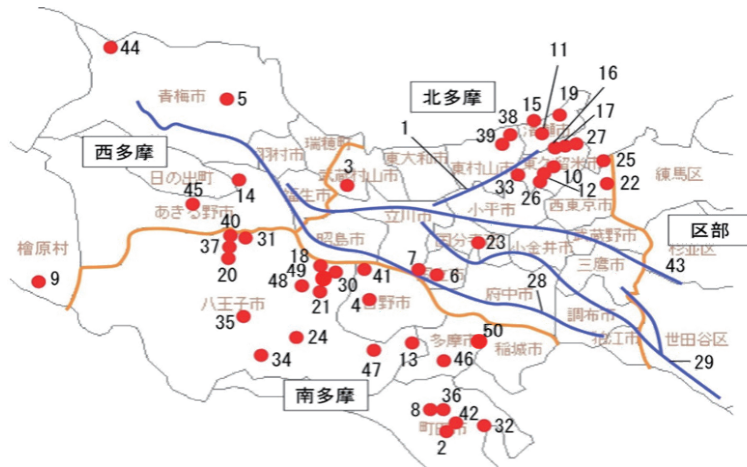 44
青梅市
5
西多摩
羽村市
瑞穂町
日の出町
14
45
あきる野市
福生市
3
武蔵村山市
東大和市
1
北多摩
38
39
東村山市
15
11
19
16
17
清瀬市
27
25
練馬区
33
東久留米市
10
12
26
22
西東京市
小平市
立川市
昭島市
国分寺市
23
小金井市
武蔵野市
区部
杉並区
三鷹市
43
檜原村
9
40
37
31
20
18
49
48
30
21
41
7
6
4
日野市
府中市
28
調布市
狛江市
世田谷区
29
八王子市
35
24
34
47
13
多摩市
50
46
稲城市
南多摩
8
36
42
町田市
2
32